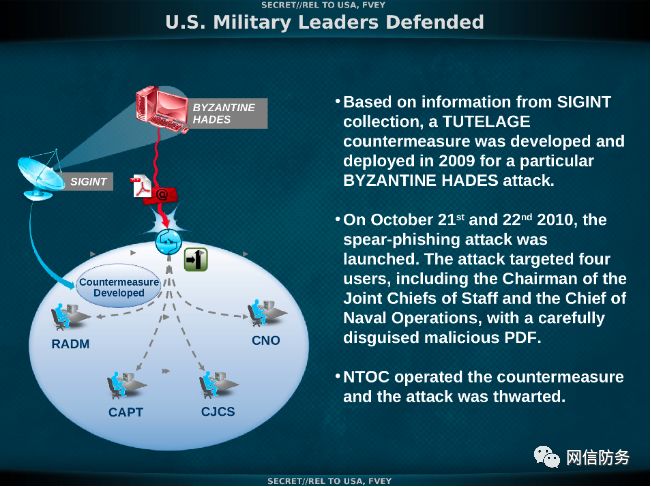 SECRET//REL TO USA, FVEY
U.S. Military Leaders Defended
BYZANTINE
HADES
SIGINT
Countermeasure
Developed
RADM
CAPT
CJCS
CNO
•Based on information from SIGINT
collection, a TUTELAGE
countermeasure was developed and
deployed in 2009 for a particular
BYZANTINE HADES attack.
•On October 21st and 22nd 2010, the
spear-phishing attack was
launched. The attack targeted four
users, including the Chairman of the
Joint Chiefs of Staff and the Chief of
Naval Operations, with a carefully
disguised malicious PDF.
•NTOC operated the countermeasure
and the attack was thwarted.
网信防务
SECRET//REL TO USA, FVEY